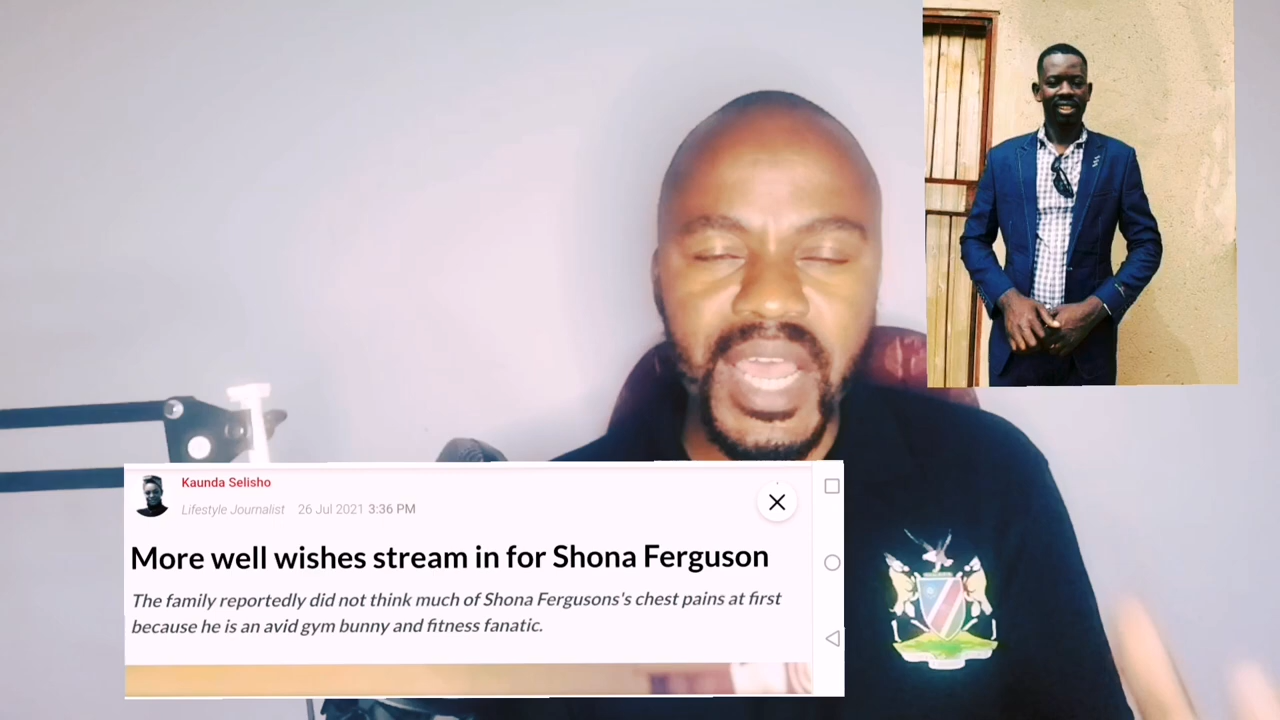 Kaunda Selisho
Lifestyle Journalist 26 Jul 2021 3:36 PM
More well wishes stream in for Shona Ferguson
The family reportedly did not think much of Shona Fergusons's chest pains at first
because he is an avid gym bunny and fitness fanatic.